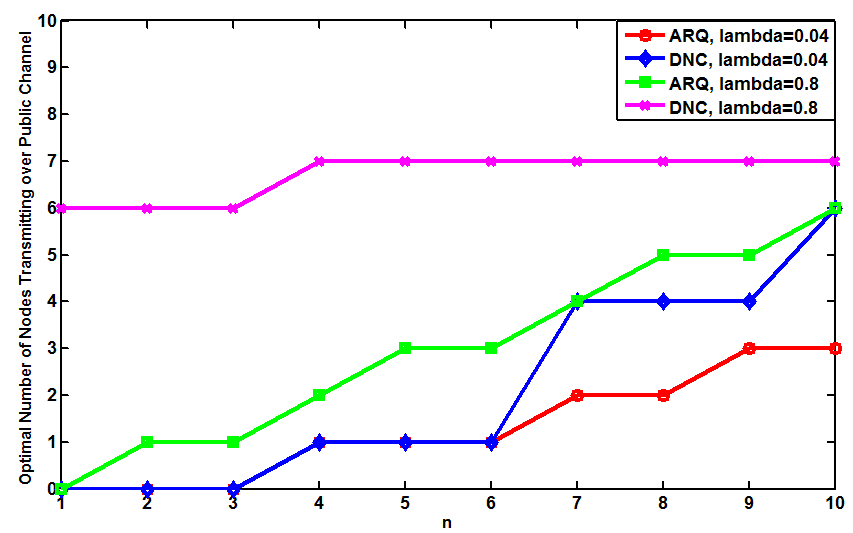 Optimal Number of Nodes Transmitting over Public Channel
10
9
8
7
6
5
4
3
2
1
0
ARQ, lambda=0.04
DNC, lambda=0.04
ARQ, lambda=0.8
DNC, lambda=0.8
1 2 3 4 5 6 7 8 9 10
n